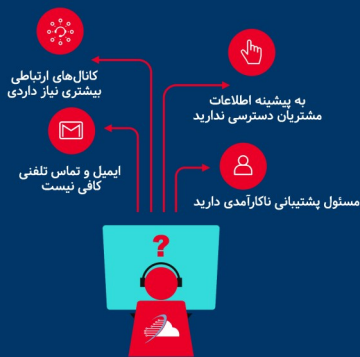 کانال‌های ارتباطی
بیشتری نیاز داردی
به پیشینه اطلاعات
مشتریان دسترسی ندارید
ایمیل و تماس تلفنی
کافی نیست
مسئول پشتیبانی ناکارآمدی دارید
?